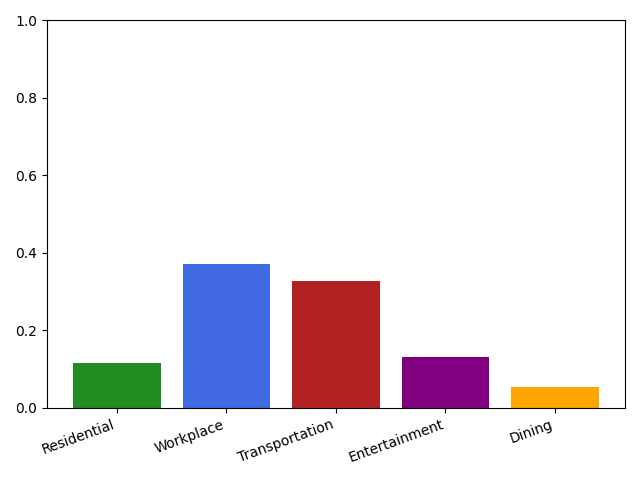 1.0
0.8
0.6
0.4
0.2
0.0
Residential
Workplace
Transportation
Entertainment
Dining